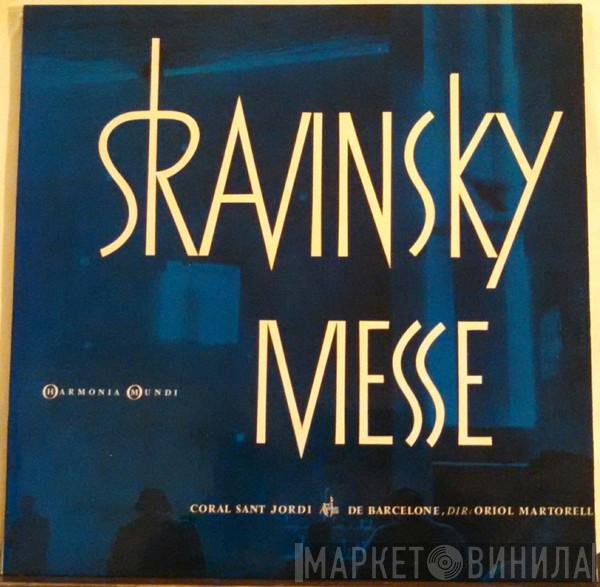 STRAVINSKY
MESSE
HARMONIA MUNDI
CORAL SANT JORDI DE BARCELONE, DIR: ORIOL MARTORELL
МАРКЕТ ВИНИЛА